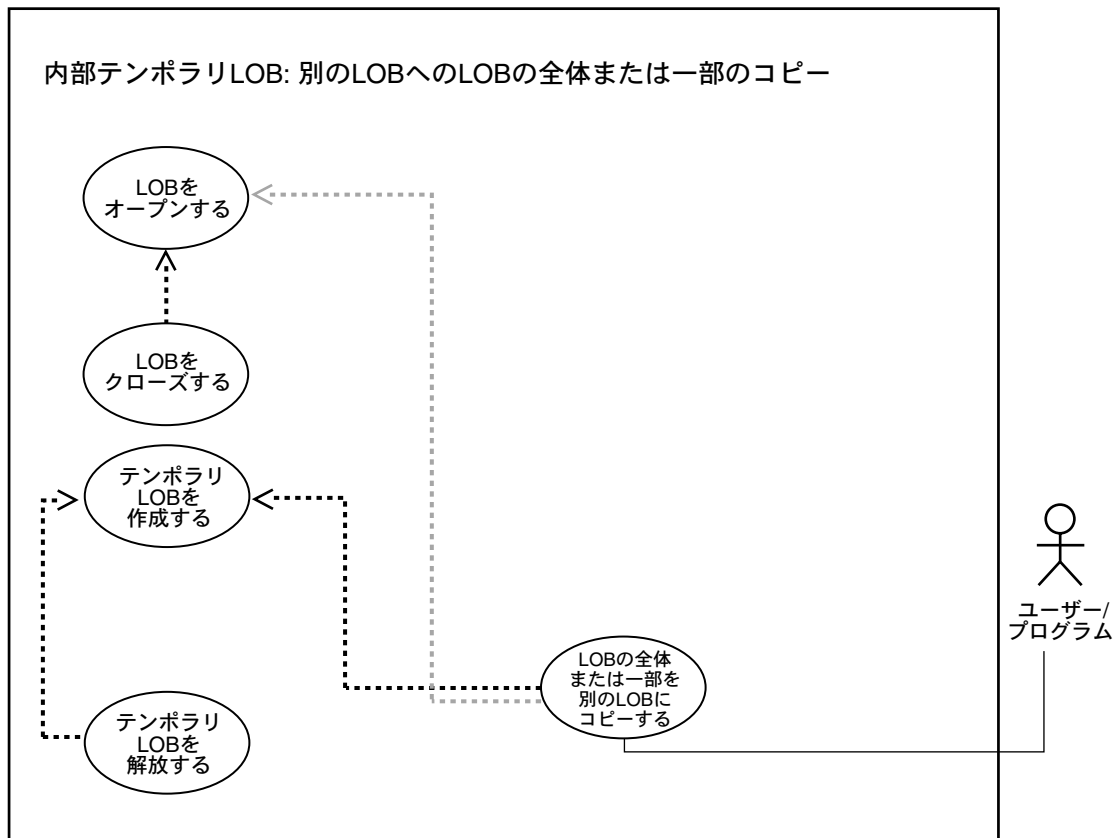 内部テンポラリLOB: 別のLOBへのLOBの全体または一部のコピー
LOBを
オープンする
LOBを
クローズする
テンポラリ
LOBを
作成する
ユーザー/
プログラム
LOBの全体
または一部を
別のLOBに
コピーする
テンポラリ
LOBを
解放する